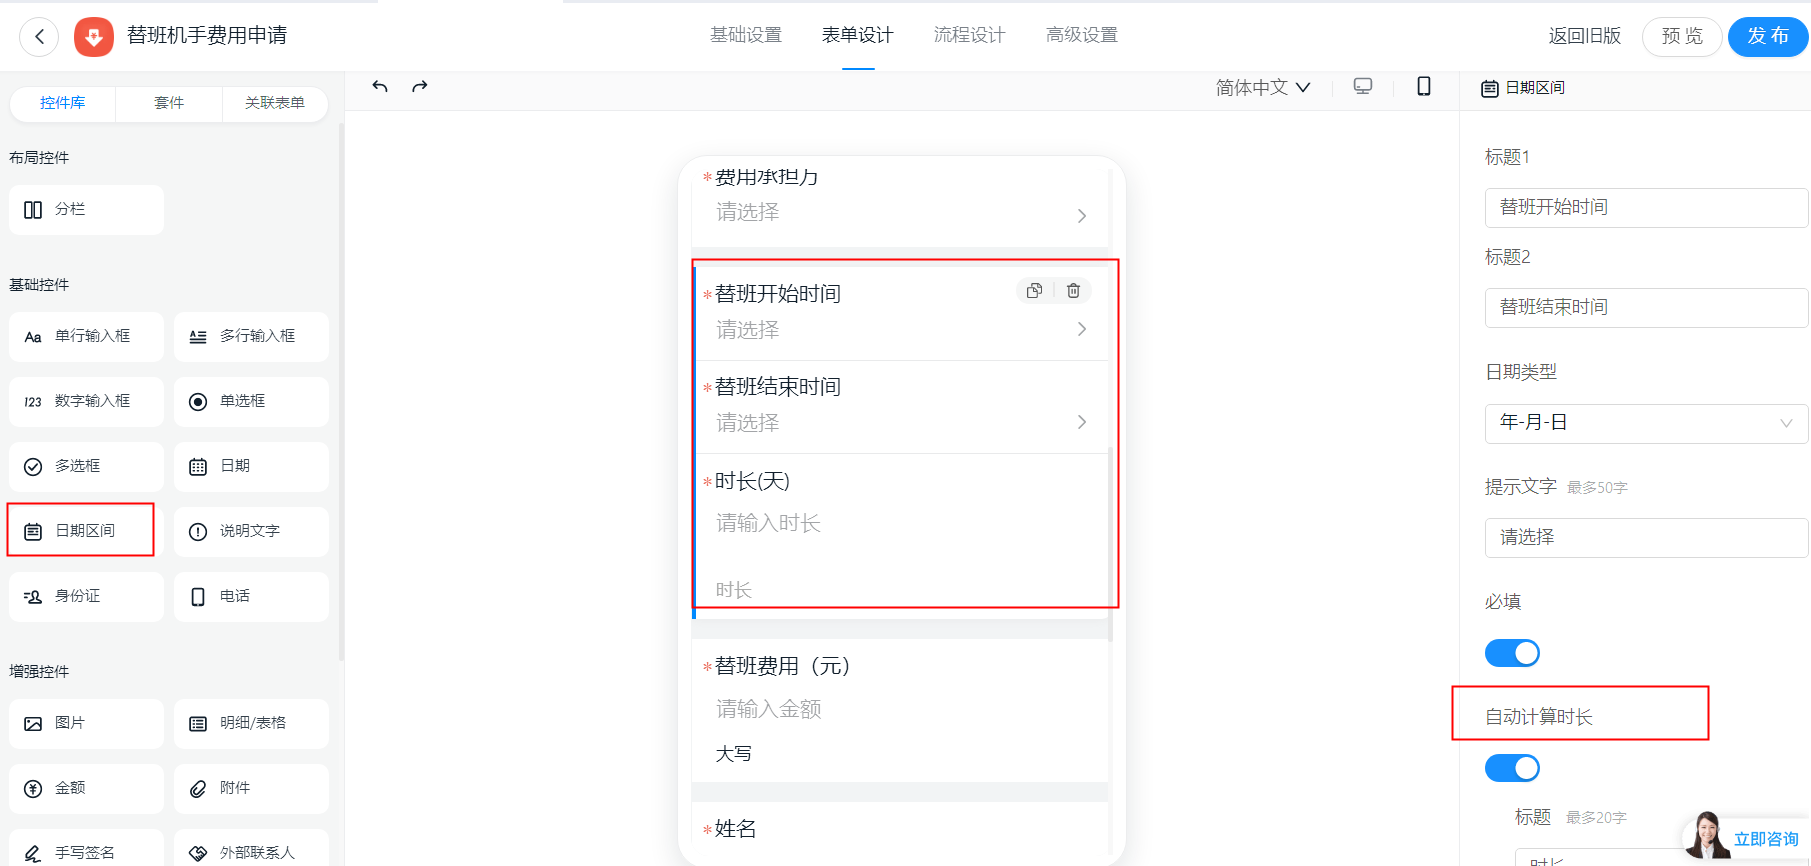 替班机手费用申请
基础设置
表单设计
流程设计
高级设置
返回旧版
预 览
发 布
控件库
套件
关联表单
简体中文
日期区间
布局控件
分栏
基础控件
Aa 单行输入框
A 多行输入框
123 数字输入框
单选框
多选框
日期
日期区间
说明文字
身份证
电话
增强控件
图片
明细/表格
金额
附件
手写签名
外部联系人
*费用承担方
请选择
*替班开始时间
请选择
*替班结束时间
请选择
*时长(天)
请输入时长
时长
*替班费用（元）
请输入金额
大写
*姓名
标题1
替班开始时间
标题2
替班结束时间
日期类型
年-月-日
提示文字 最多50字
请选择
必填
自动计算时长
标题 最多20字
时长
立即咨询